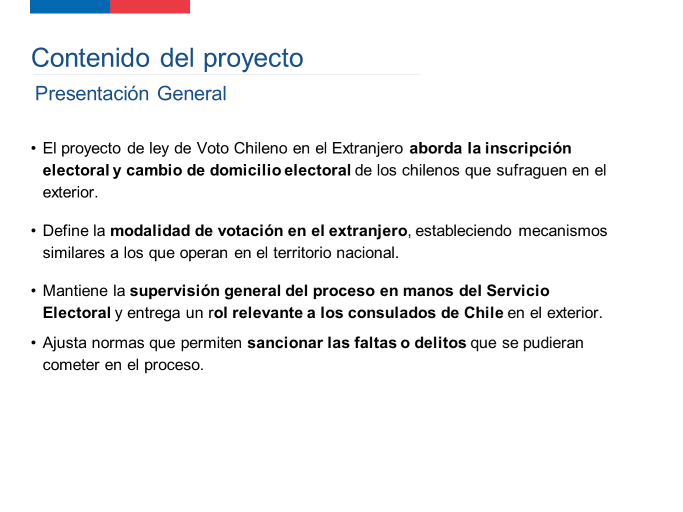 Contenido del proyecto
Presentación General
• El proyecto de ley de Voto Chileno en el Extranjero aborda la inscripción
electoral y cambio de domicilio electoral de los chilenos que sufraguen en el
exterior.
• Define la modalidad de votación en el extranjero, estableciendo mecanismos
similares a los que operan en el territorio nacional.
• Mantiene la supervisión general del proceso en manos del Servicio
Electoral y entrega un rol relevante a los consulados de Chile en el exterior.
• Ajusta normas que permiten sancionar las faltas o delitos que se pudieran
cometer en el proceso.